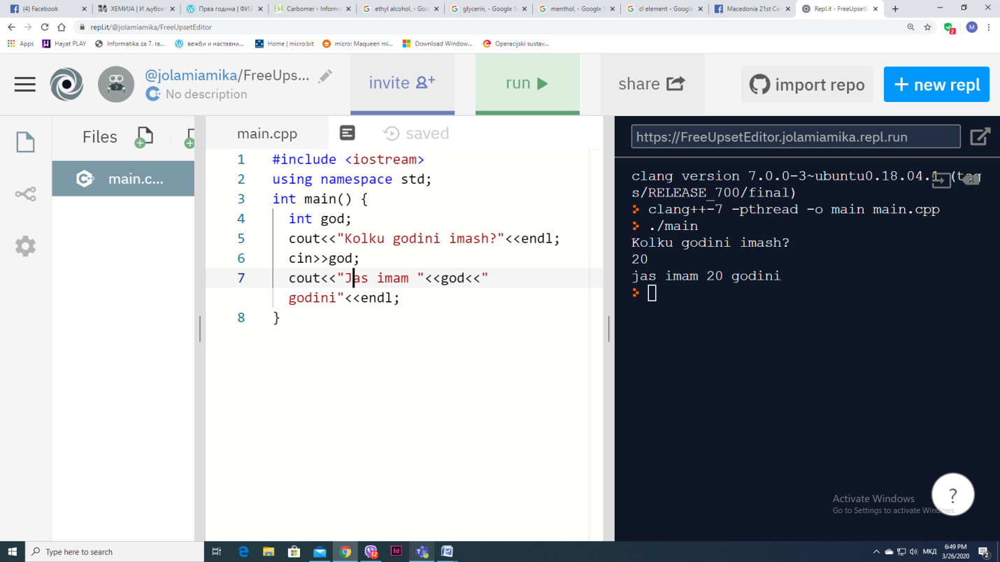 (4) Facebook
ХЕМИЈА | И љубов
Прва година | ФИЗ
Carbomer - Informa
ethyl alcohol, - Goo
glycerin, - Google S
menthol, - Google S
cl element - Google
Macedonia 21st Ce
Repl.it - FreeUpsetE
repl.it/@jolamiamika/FreeUpsetEditor
2
M
Apps
Hayat PLAY
Informatika za 7. ra...
вежби и наставни...
Home | micro:bit
micro: Maqueen mi...
Download Window...
Operacijski sustav...
@jolamiamika/FreeUps...
No description
invite
run
share
import repo
+ new repl
Files
main.c...
main.cpp
saved
1 #include <iostream>
2 using namespace std;
3 int main() {
4 int god;
5 cout<<"Kolku godini imash?"<<endl;
6 cin>>god;
7 cout<<"Jas imam "<<god<<"
godini"<<endl;
8 }
https://FreeUpsetEditor.jolamiamika.repl.run
clang version 7.0.0-3~ubuntu0.18.04.1 (tag
s/RELEASE_700/final)
clang++-7 -pthread -o main main.cpp
./main
Kolku godini imash?
20
jas imam 20 godini
?
Activate Windows
Go to Settings to activate Windows.
Type here to search
12
Id
МКД
6:49 PM
3/26/2020
2